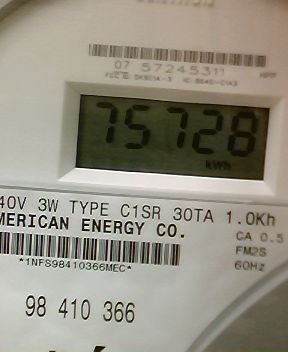 07 57245311
75728
kWh
40V 3W TYPE C1SR 30TA 1.0Kh
MERICAN ENERGY CO.
CA 0.5
FM2S
60Hz
*1NFS98410366MEC*
98 410 366